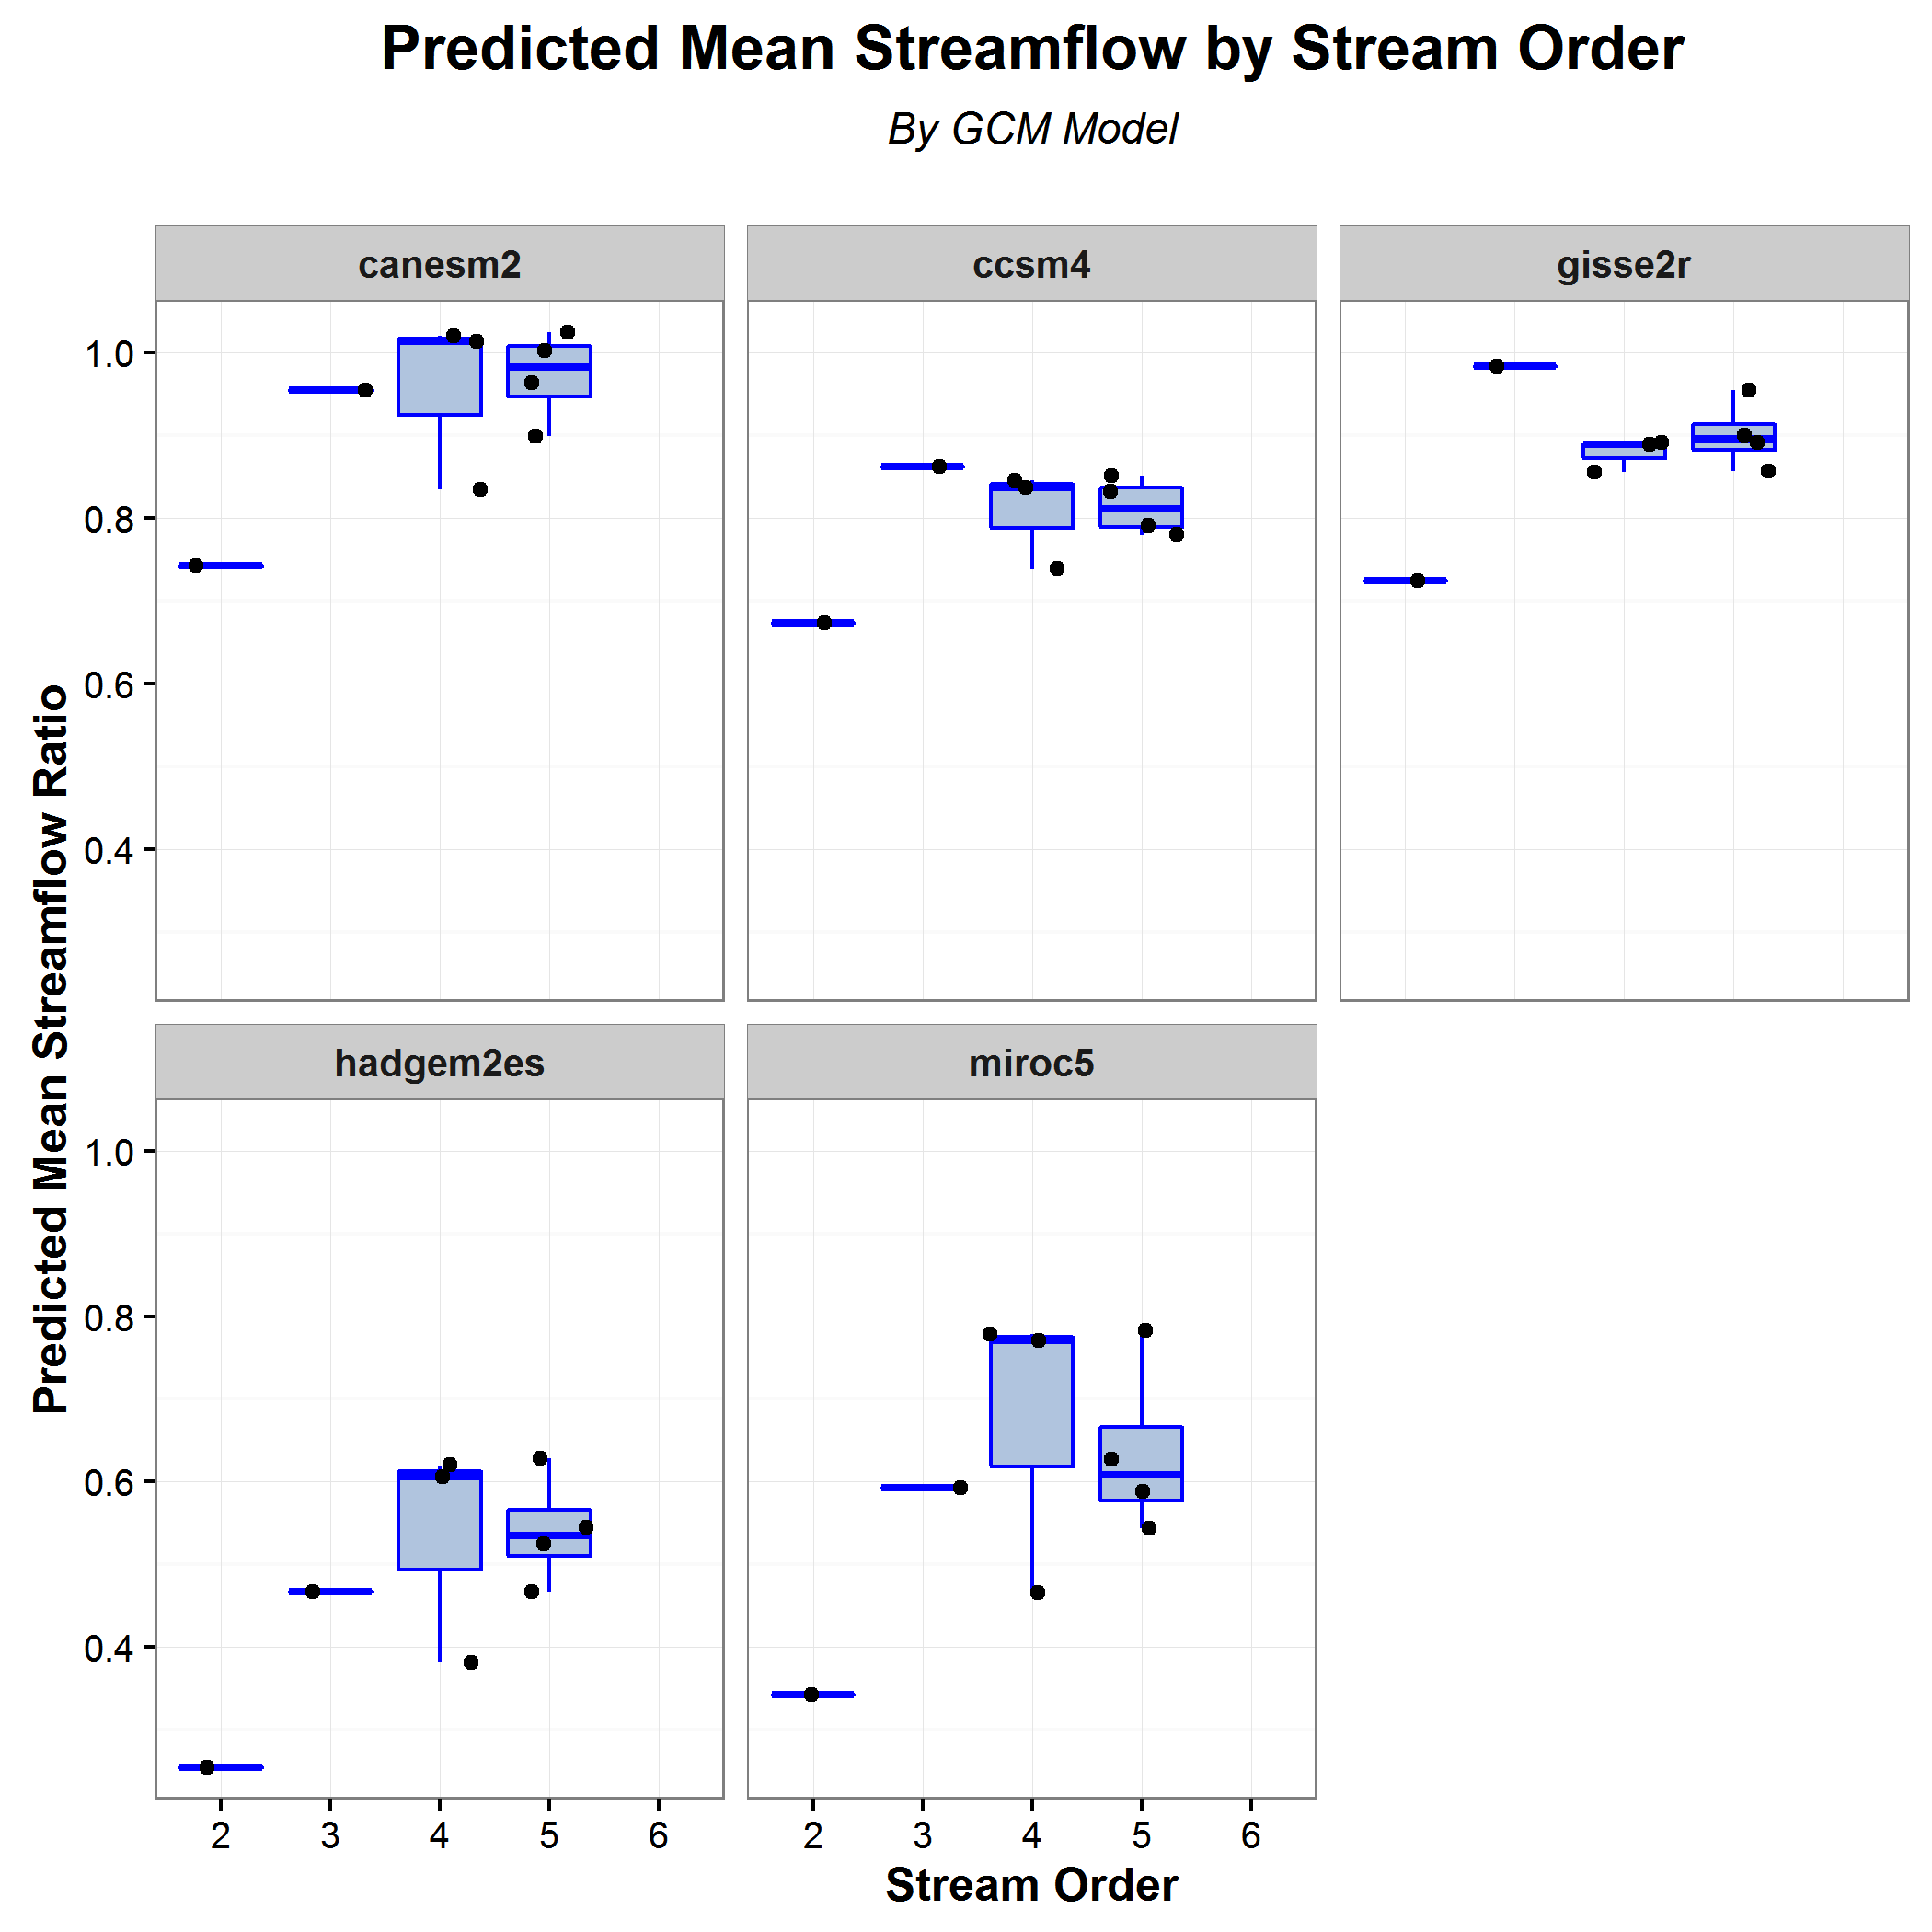 Predicted Mean Streamflow by Stream Order
By GCM Model
canesm2
ccsm4
gisse2r
1.0
0.8
0.6
0.4
Predicted Mean Streamflow Ratio
hadgem2es
miroc5
1.0
0.8
0.6
0.4
2 3 4 5 6
2 3 4 5 6
Stream Order